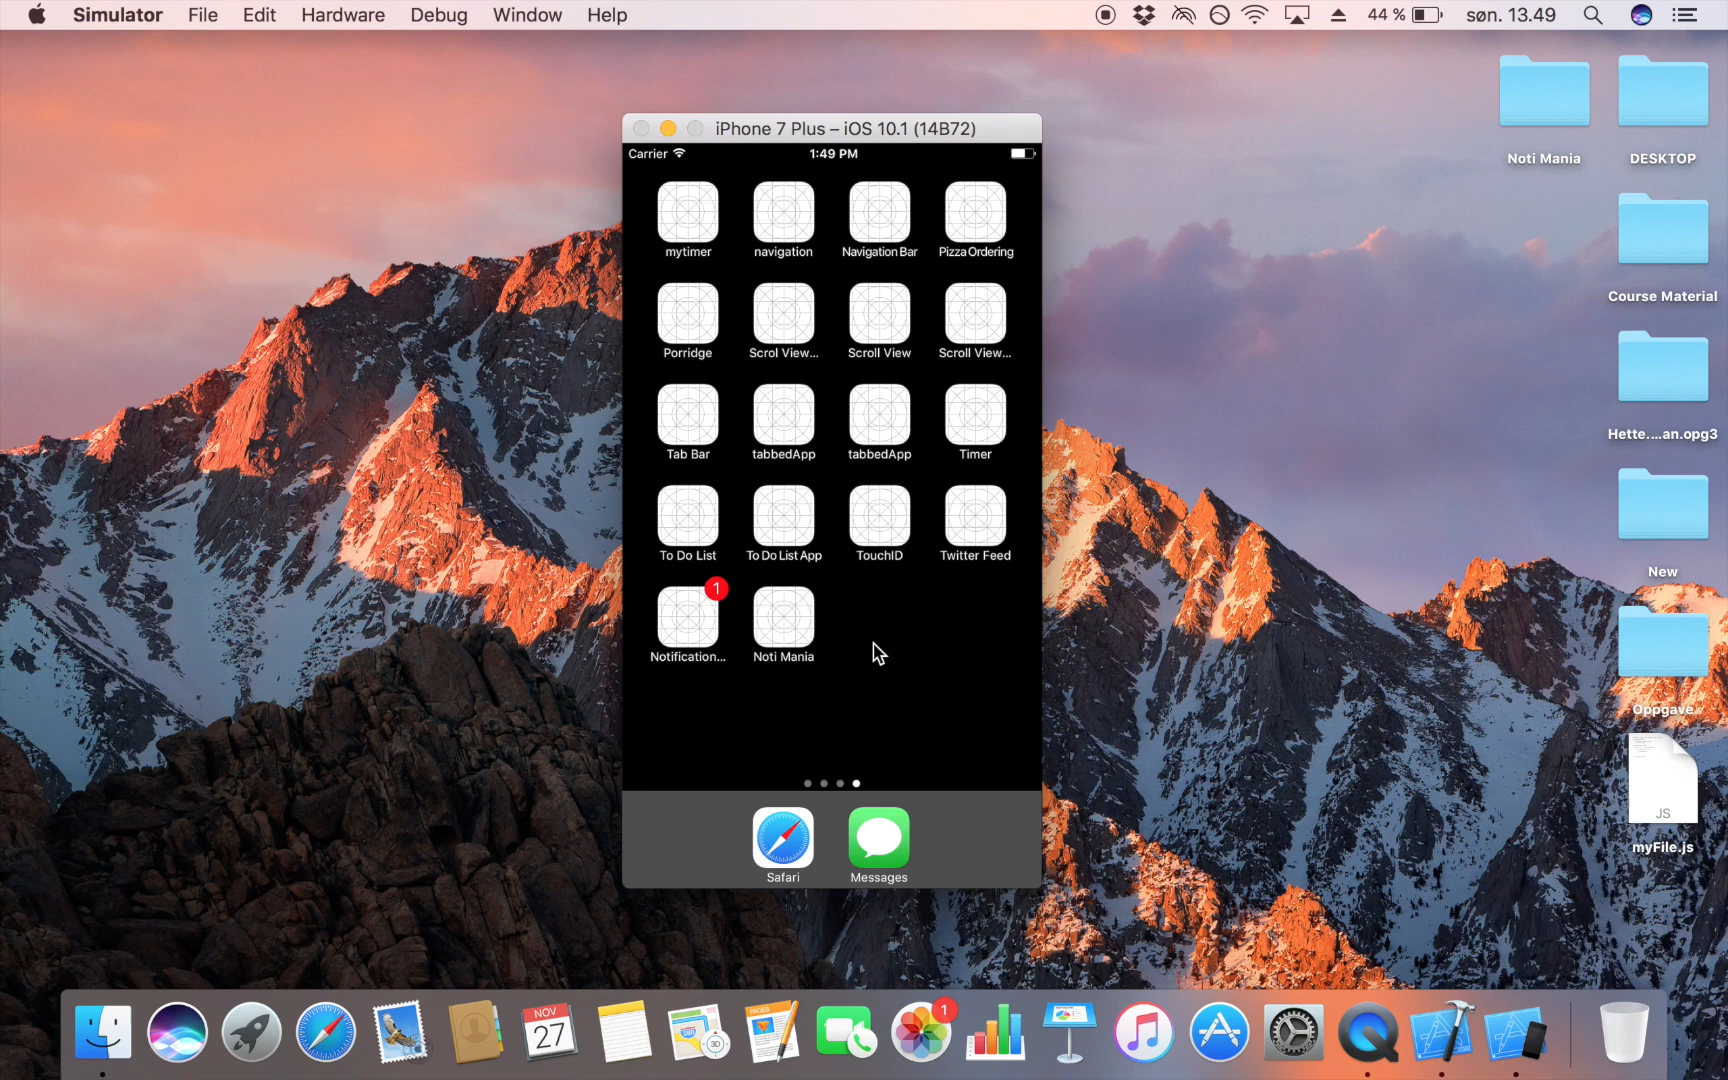 Simulator File Edit Hardware Debug Window Help 44 % søn. 13.49
iPhone 7 Plus – iOS 10.1 (14B72)
Carrier 1:49 PM
mytimer navigation Navigation Bar Pizza Ordering
Porridge Scrol View... Scroll View Scroll View...
Tab Bar tabbedApp tabbedApp Timer
To Do List To Do List App TouchID Twitter Feed
1
Notification... Noti Mania
Safari Messages
Noti Mania DESKTOP
Course Material
Hette....an.opg3
New
Oppgave
JS
myFile.js
NOV
27
280
3D
PAGES
1